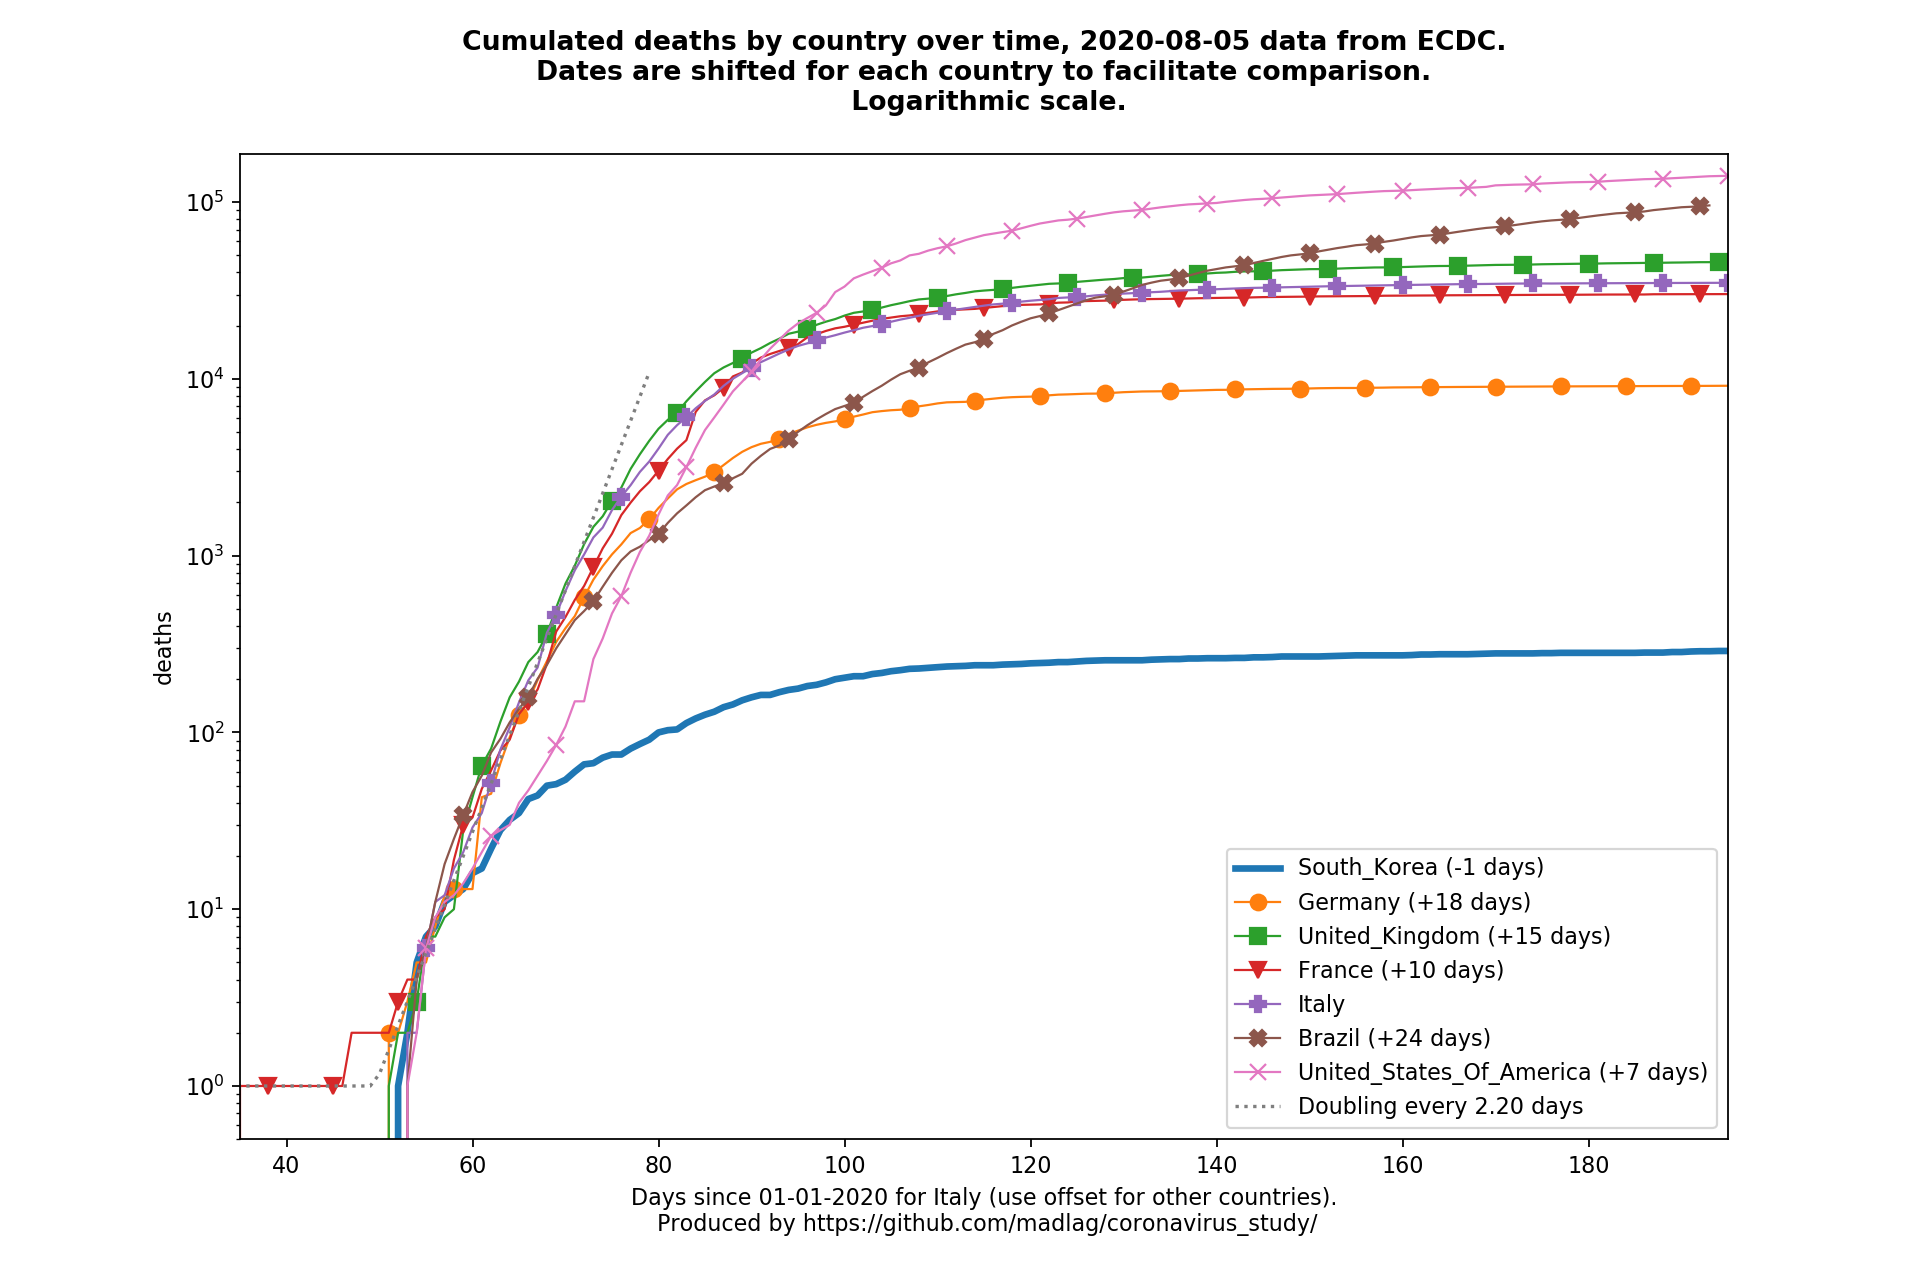 Cumulated deaths by country over time, 2020-08-05 data from ECDC.
Dates are shifted for each country to facilitate comparison.
Logarithmic scale.
10⁵
10⁴
10³
10²
10¹
10⁰
deaths
South_Korea (-1 days)
Germany (+18 days)
United_Kingdom (+15 days)
France (+10 days)
Italy
Brazil (+24 days)
United_States_Of_America (+7 days)
Doubling every 2.20 days
40 60 80 100 120 140 160 180
Days since 01-01-2020 for Italy (use offset for other countries).
Produced by https://github.com/madlag/coronavirus_study/